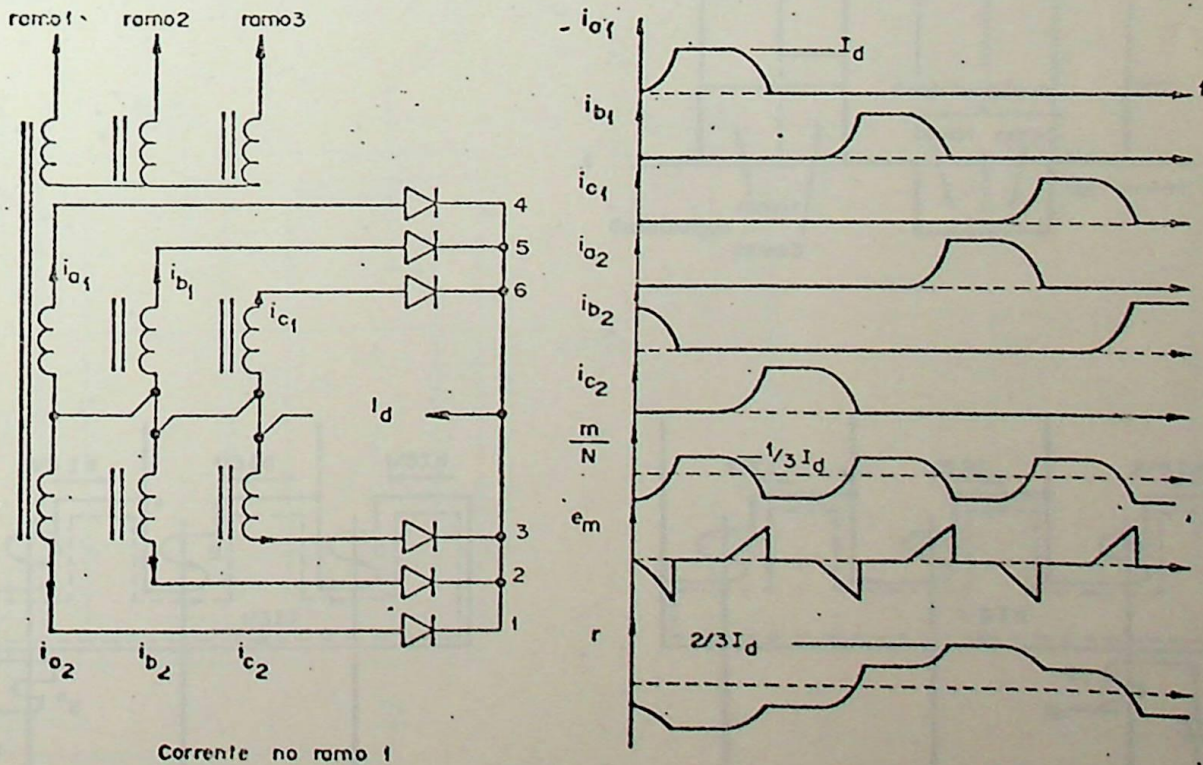 ramo1
ramo2
ramo3
4
5
6
i_a1
i_b1
i_c1
I_d
3
2
1
i_a2
i_b2
i_c2
Corrente no ramo 1
i_a1
I_d
t
i_b1
i_c1
i_a2
i_b2
i_c2
m/N
1/3 I_d
e_m
r
2/3 I_d